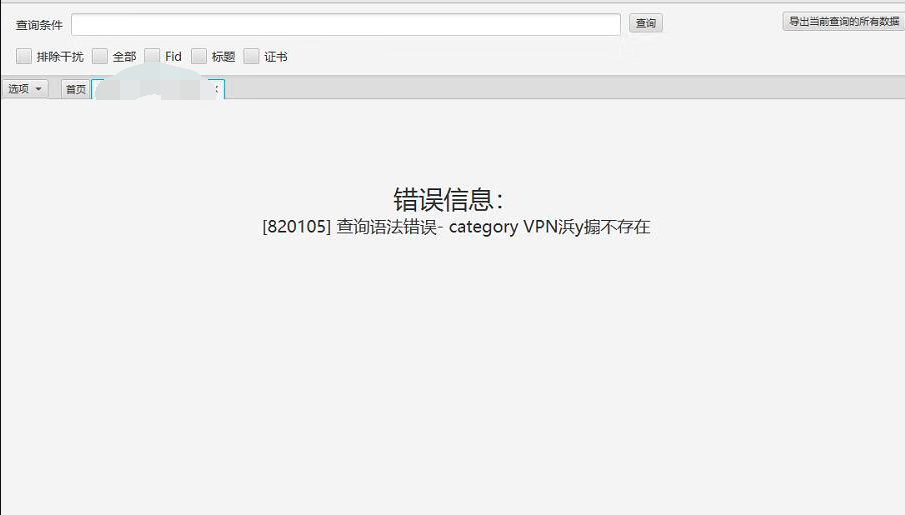 查询条件 查询 导出当前查询的所有数据
排除干扰 全部 Fid 标题 证书
选项 首页
错误信息:
[820105] 查询语法错误- category VPN浜у搧不存在